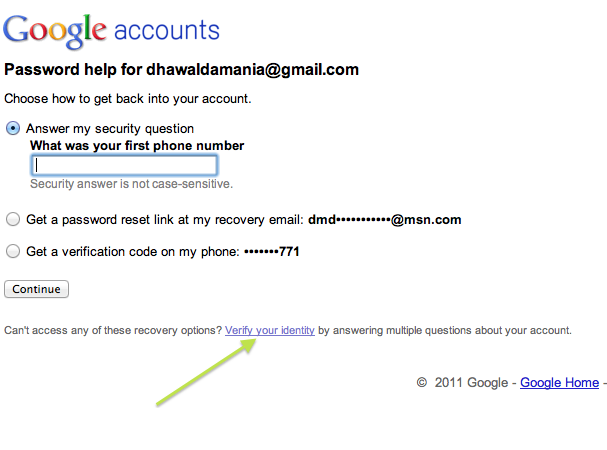 Google accounts
Password help for dhawaldamania@gmail.com
Choose how to get back into your account.
Answer my security question
What was your first phone number
Security answer is not case-sensitive.
Get a password reset link at my recovery email: dmd•••••••••••@msn.com
Get a verification code on my phone: •••••••771
Continue
Can't access any of these recovery options? Verify your identity by answering multiple questions about your account.
© 2011 Google - Google Home -